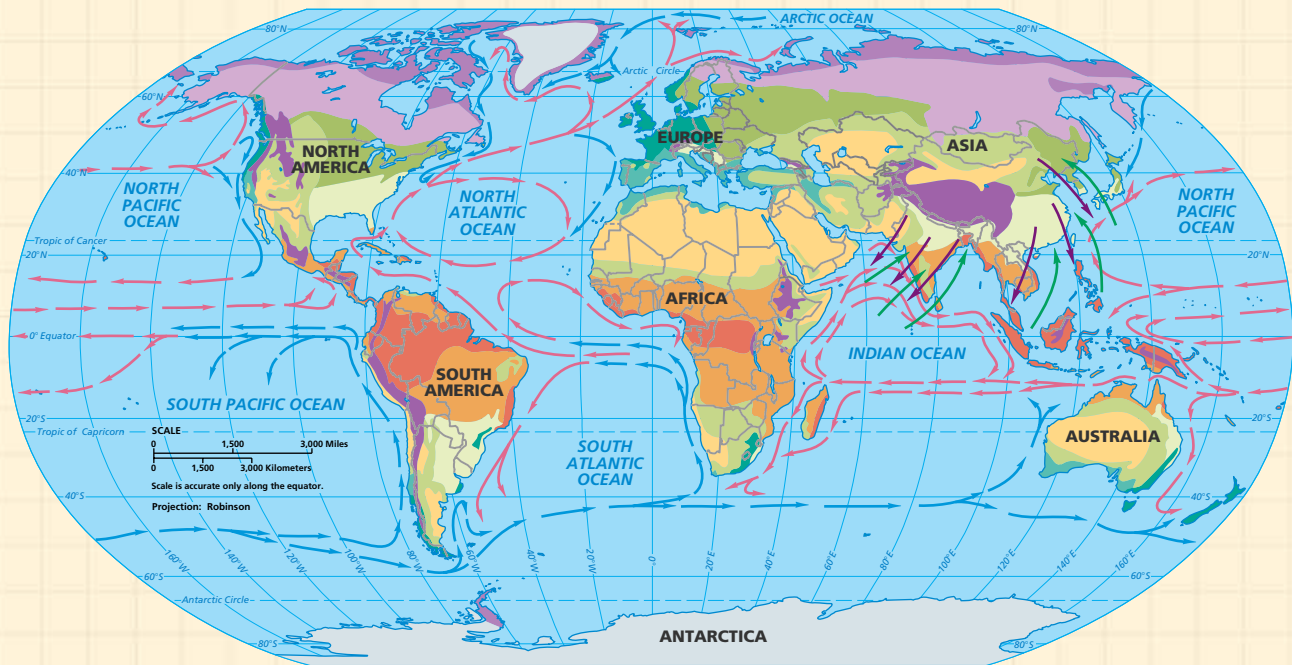 ARCTIC OCEAN
80°N
80°N
Arctic Circle
60°N
60°N
EUROPE
NORTH
AMERICA
ASIA
40°N
40°N
NORTH
PACIFIC
OCEAN
NORTH
ATLANTIC
OCEAN
NORTH
PACIFIC
OCEAN
Tropic of Cancer
20°N
20°N
AFRICA
0° Equator
INDIAN OCEAN
SOUTH
AMERICA
SOUTH PACIFIC OCEAN
20°S
20°S
Tropic of Capricorn
AUSTRALIA
SCALE
0 1,500 3,000 Miles
0 1,500 3,000 Kilometers
Scale is accurate only along the equator.
Projection: Robinson
SOUTH
ATLANTIC
OCEAN
40°S
40°S
160°W
140°W
120°W
100°W
80°W
60°W
40°W
20°W
0°
20°E
40°E
60°E
80°E
100°E
120°E
140°E
160°E
60°S
60°S
Antarctic Circle
ANTARCTICA
80°S
80°S